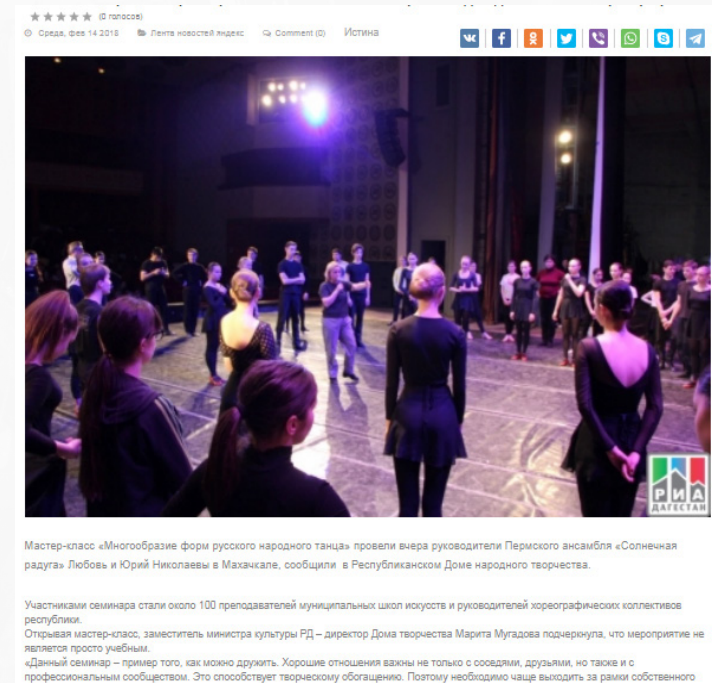 (0 голосов)
Среда, фев 14 2018 Лента новостей яндекс Comment (0) Истина
РИА
ДАГЕСТАН
Мастер-класс «Многообразие форм русского народного танца» провели вчера руководители Пермского ансамбля «Солнечная
радуга» Любовь и Юрий Николаевы в Махачкале, сообщили в Республиканском Доме народного творчества.
Участниками семинара стали около 100 преподавателей муниципальных школ искусств и руководителей хореографических коллективов
республики.
Открывая мастер-класс, заместитель министра культуры РД – директор Дома творчества Марита Мугадова подчеркнула, что мероприятие не
является просто учебным.
«Данный семинар – пример того, как можно дружить. Хорошие отношения важны не только с соседями, друзьями, но также и с
профессиональным сообществом. Это способствует творческому обогащению. Поэтому необходимо чаще выходить за рамки собственного